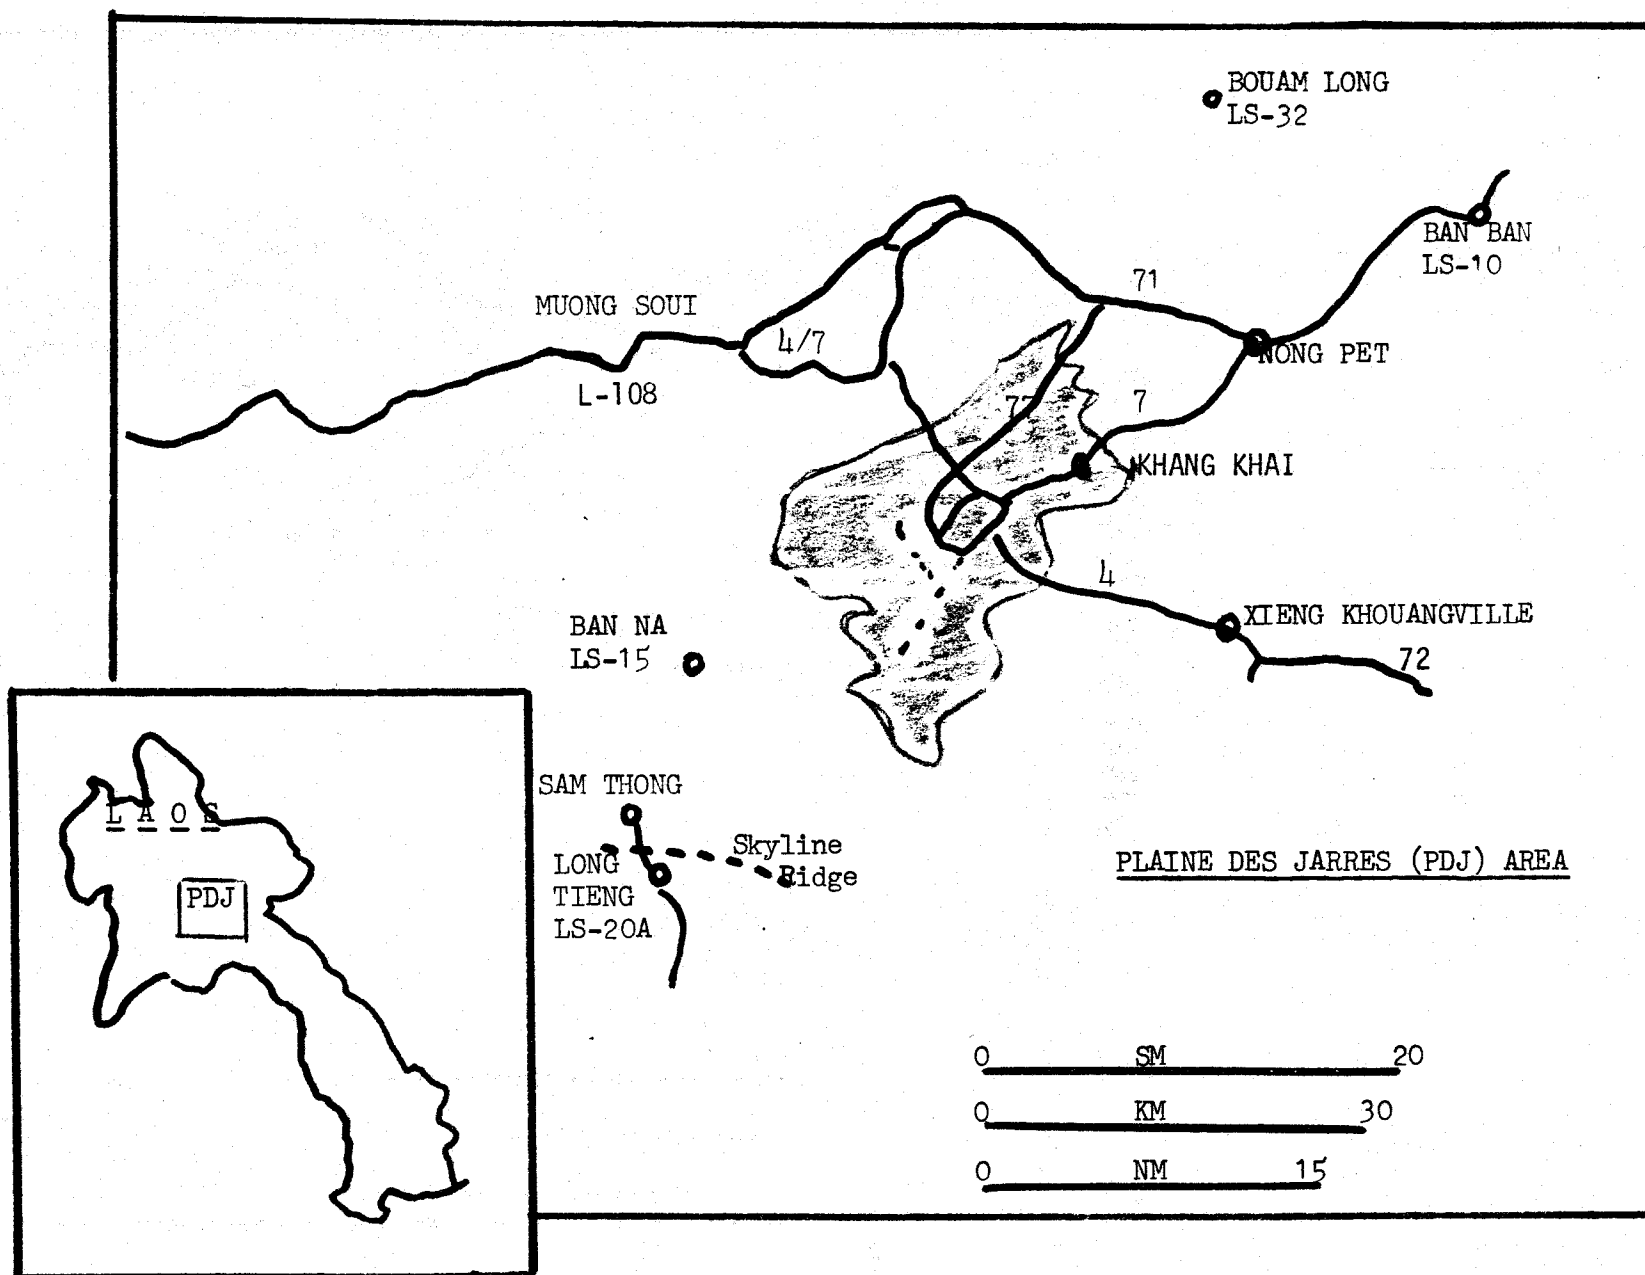 BOUAM LONG
LS-32
BAN BAN
LS-10
71
MUONG SOUI
4/7
NONG PET
L-108
77
7
KHANG KHAI
4
XIENG KHOUANGVILLE
BAN NA
LS-15
72
SAM THONG
Skyline
Ridge
LONG
TIENG
LS-20A
PLAINE DES JARRES (PDJ) AREA
L A O S
PDJ
0 SM 20
0 KM 30
0 NM 15